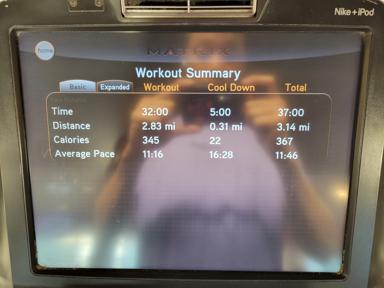 Nike + iPod
home
MATRIX
Workout Summary
Basic Expanded Workout Cool Down Total
Time 32:00 5:00 37:00
Distance 2.83 mi 0.31 mi 3.14 mi
Calories 345 22 367
Average Pace 11:16 16:28 11:46